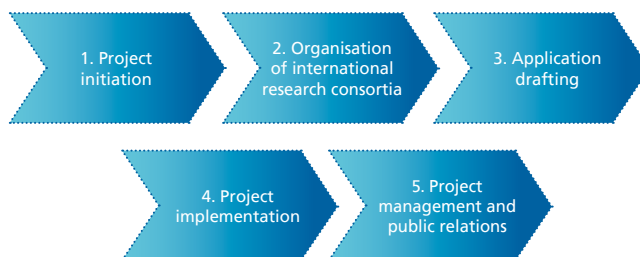 1. Project
initiation
2. Organisation
of international
research consortia
3. Application
drafting
4. Project
implementation
5. Project
management and
public relations